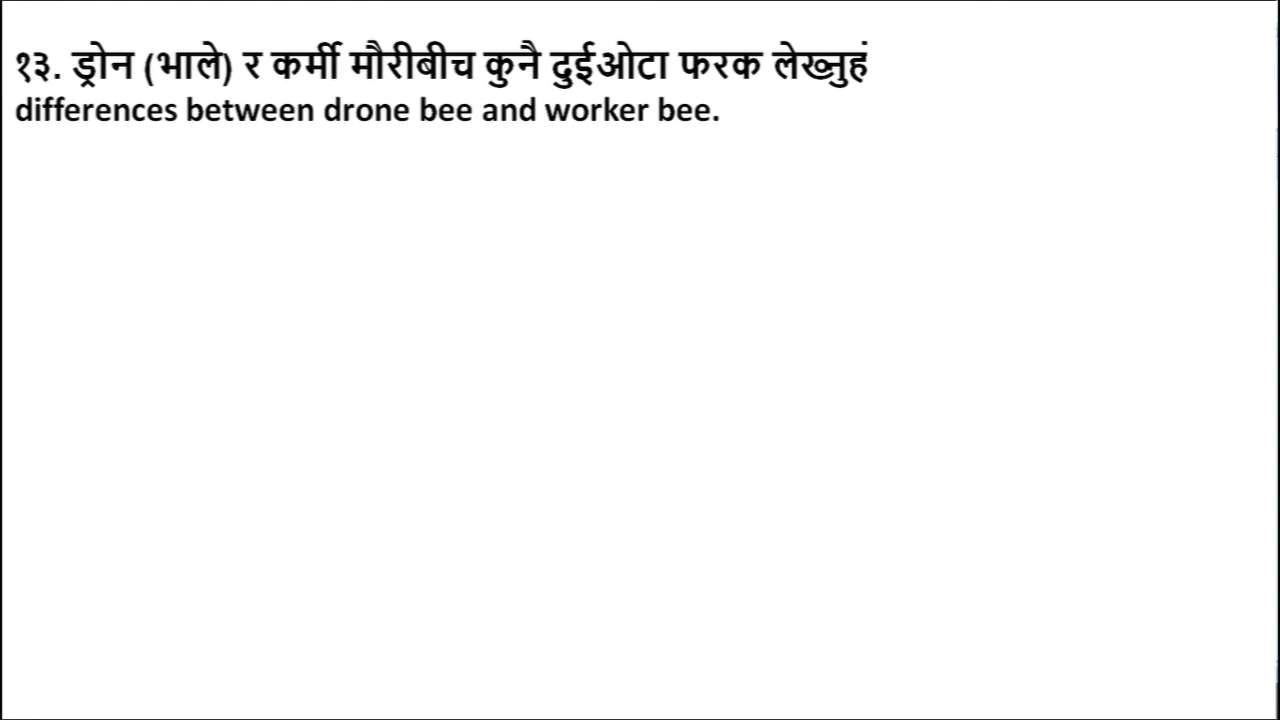 १३. ड्रोन (भाले) र कर्मी मौरीबीच कुनै दुईओटा फरक लेख्नुहं
differences between drone bee and worker bee.